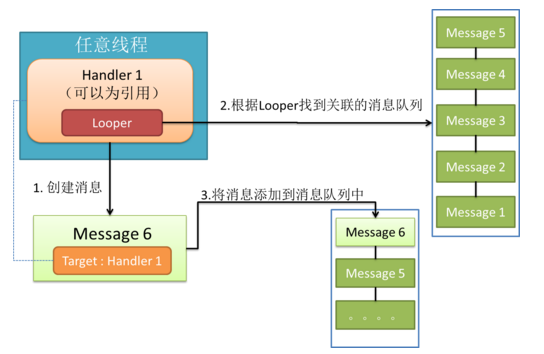 任意线程
Handler 1
（可以为引用）
Looper
2.根据Looper找到关联的消息队列
Message 5
Message 4
Message 3
Message 2
Message 1
1. 创建消息
3.将消息添加到消息队列中
Message 6
Target : Handler 1
Message 6
Message 5
。。。。